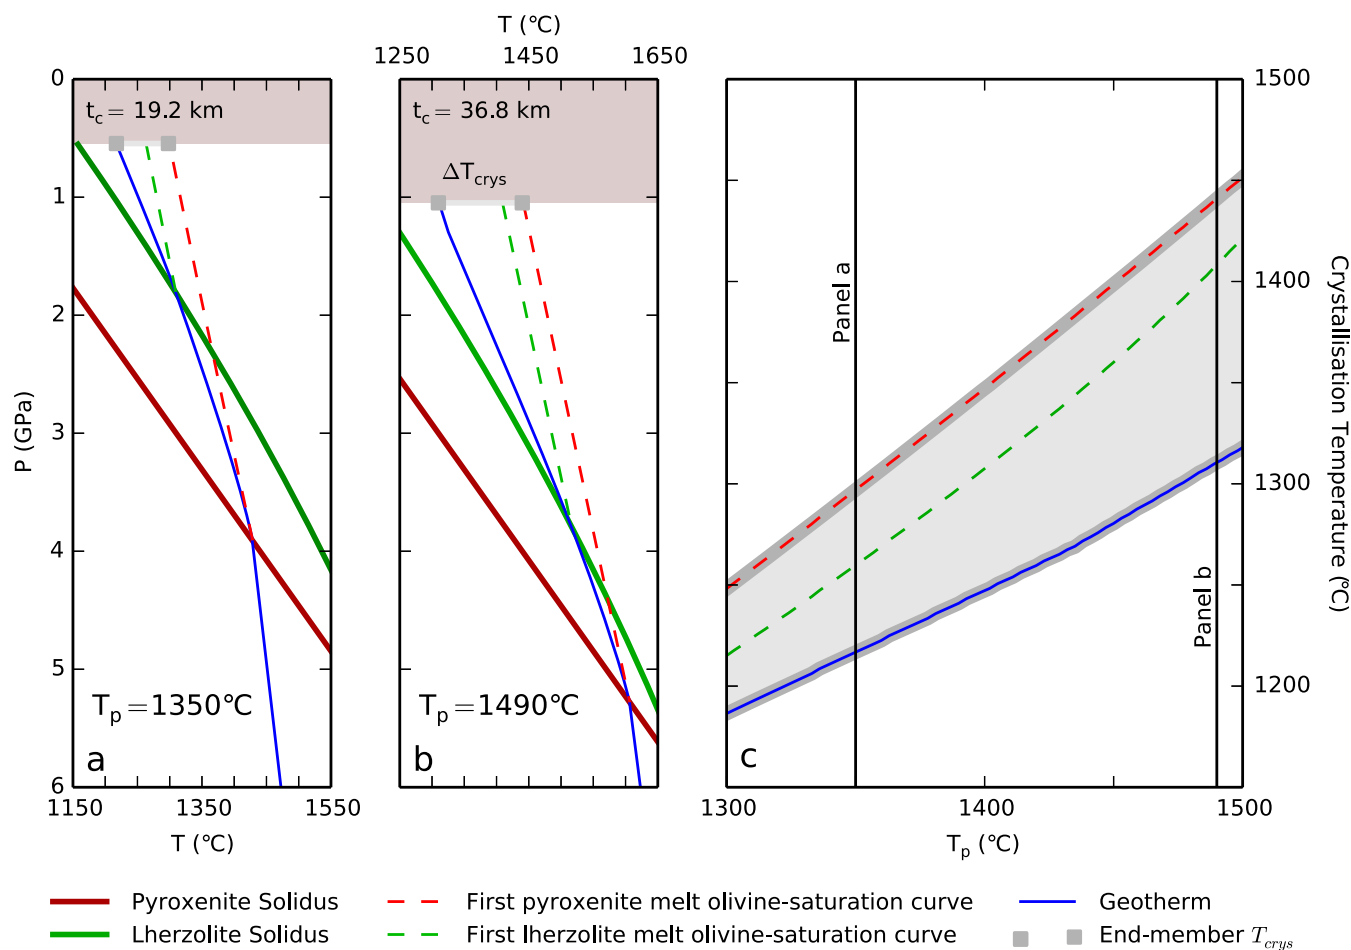 T (°C)
1250 1450 1650
0
1
2
3
4
5
6
P (GPa)
t_c = 19.2 km
T_p=1350°C
a
1150 1350 1550
T (°C)
t_c = 36.8 km
ΔT_crys
T_p=1490°C
b
Panel a
Panel b
c
1300 1400 1500
T_p (°C)
1500
1400
1300
1200
Crystallisation Temperature (°C)
Pyroxenite Solidus
Lherzolite Solidus
First pyroxenite melt olivine-saturation curve
First lherzolite melt olivine-saturation curve
Geotherm
End-member T_crys